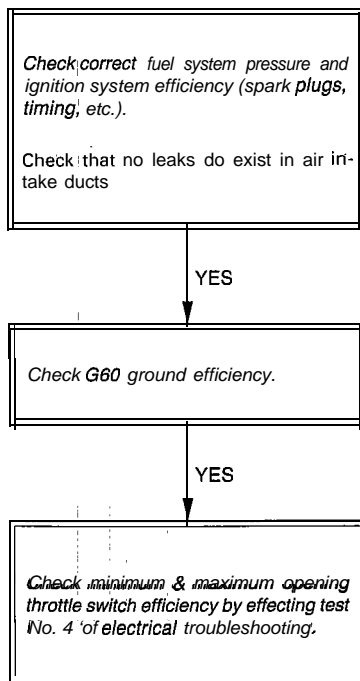 Check correct fuel system pressure and
ignition system efficiency (spark plugs,
timing, etc.).
Check that no leaks do exist in air in-
take ducts
YES
Check G60 ground efficiency.
YES
Check minimum & maximum opening
throttle switch efficiency by effecting test
No. 4 of electrical troubleshooting.